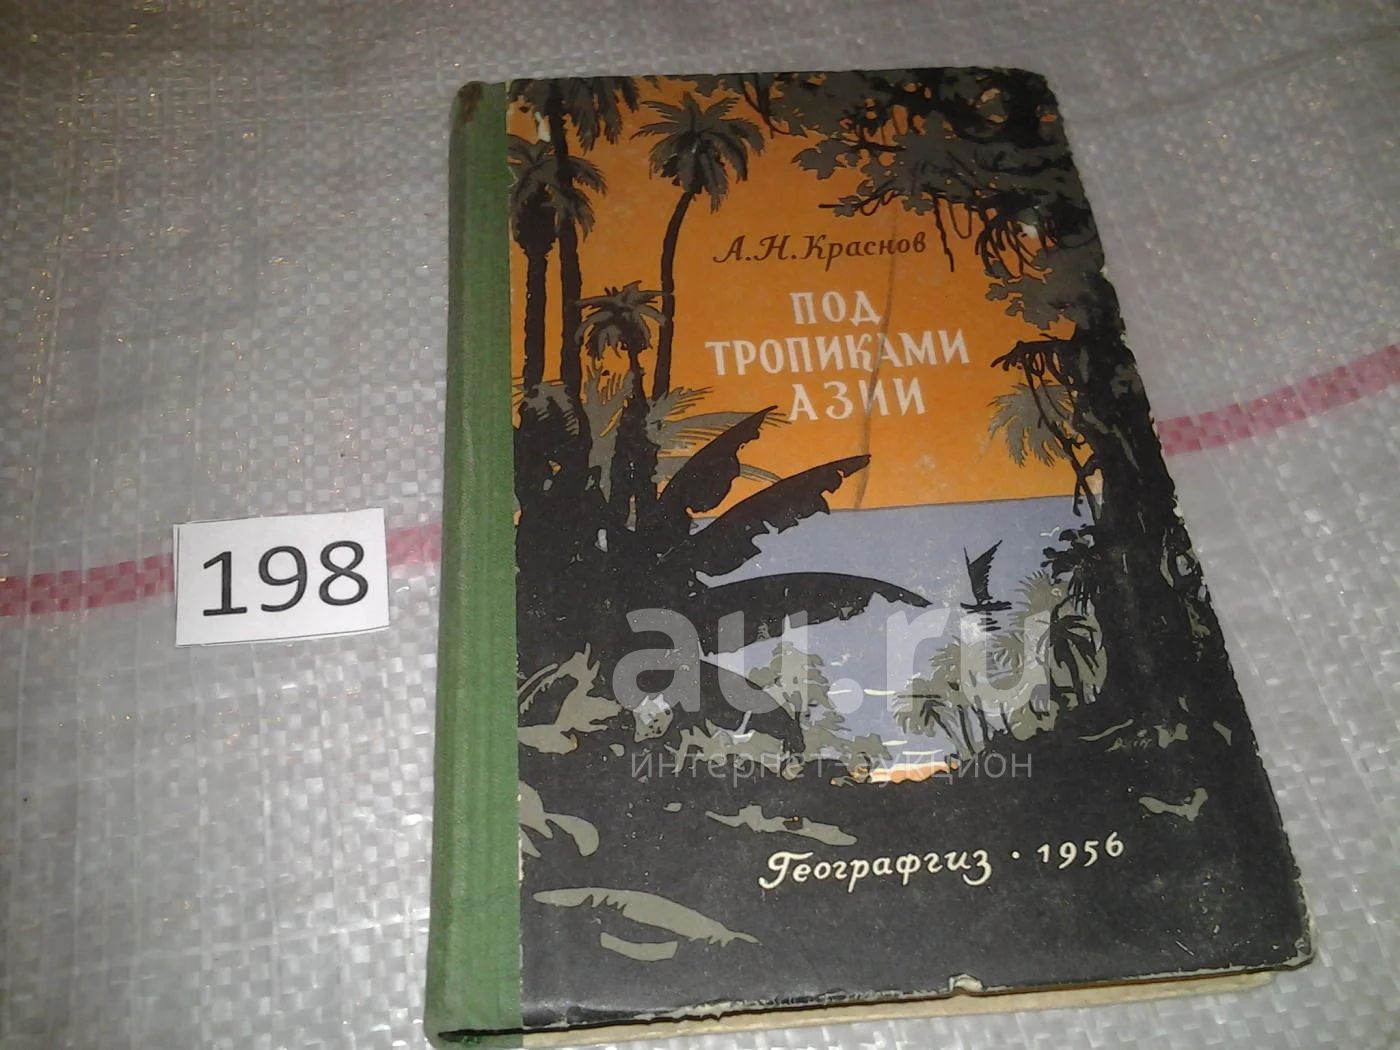 А.Н.Краснов
ПОД
ТРОПИКАМИ
АЗИИ
198
au.ru
интернет-аукцион
Географгиз · 1956